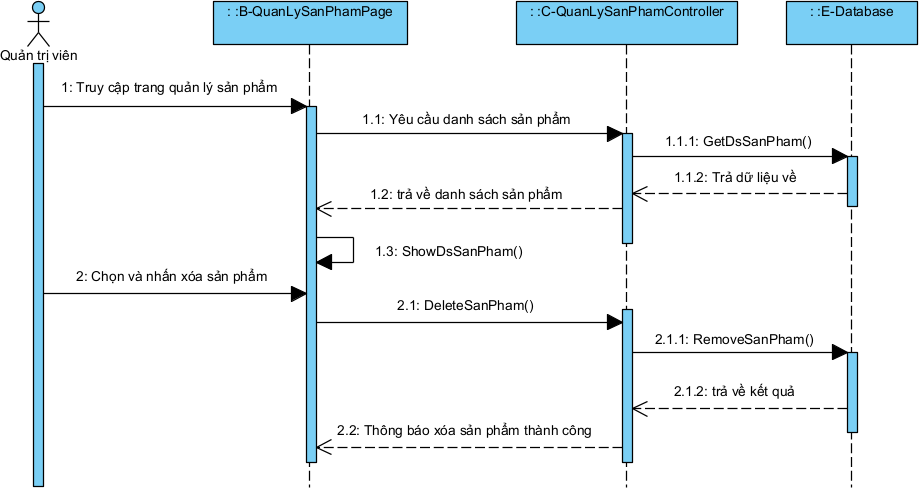 : :B-QuanLySanPhamPage
: :C-QuanLySanPhamController
: :E-Database
Quản trị viên
1: Truy cập trang quản lý sản phẩm
1.1: Yêu cầu danh sách sản phẩm
1.1.1: GetDsSanPham()
1.1.2: Trả dữ liệu về
1.2: trả về danh sách sản phẩm
1.3: ShowDsSanPham()
2: Chọn và nhấn xóa sản phẩm
2.1: DeleteSanPham()
2.1.1: RemoveSanPham()
2.1.2: trả về kết quả
2.2: Thông báo xóa sản phẩm thành công